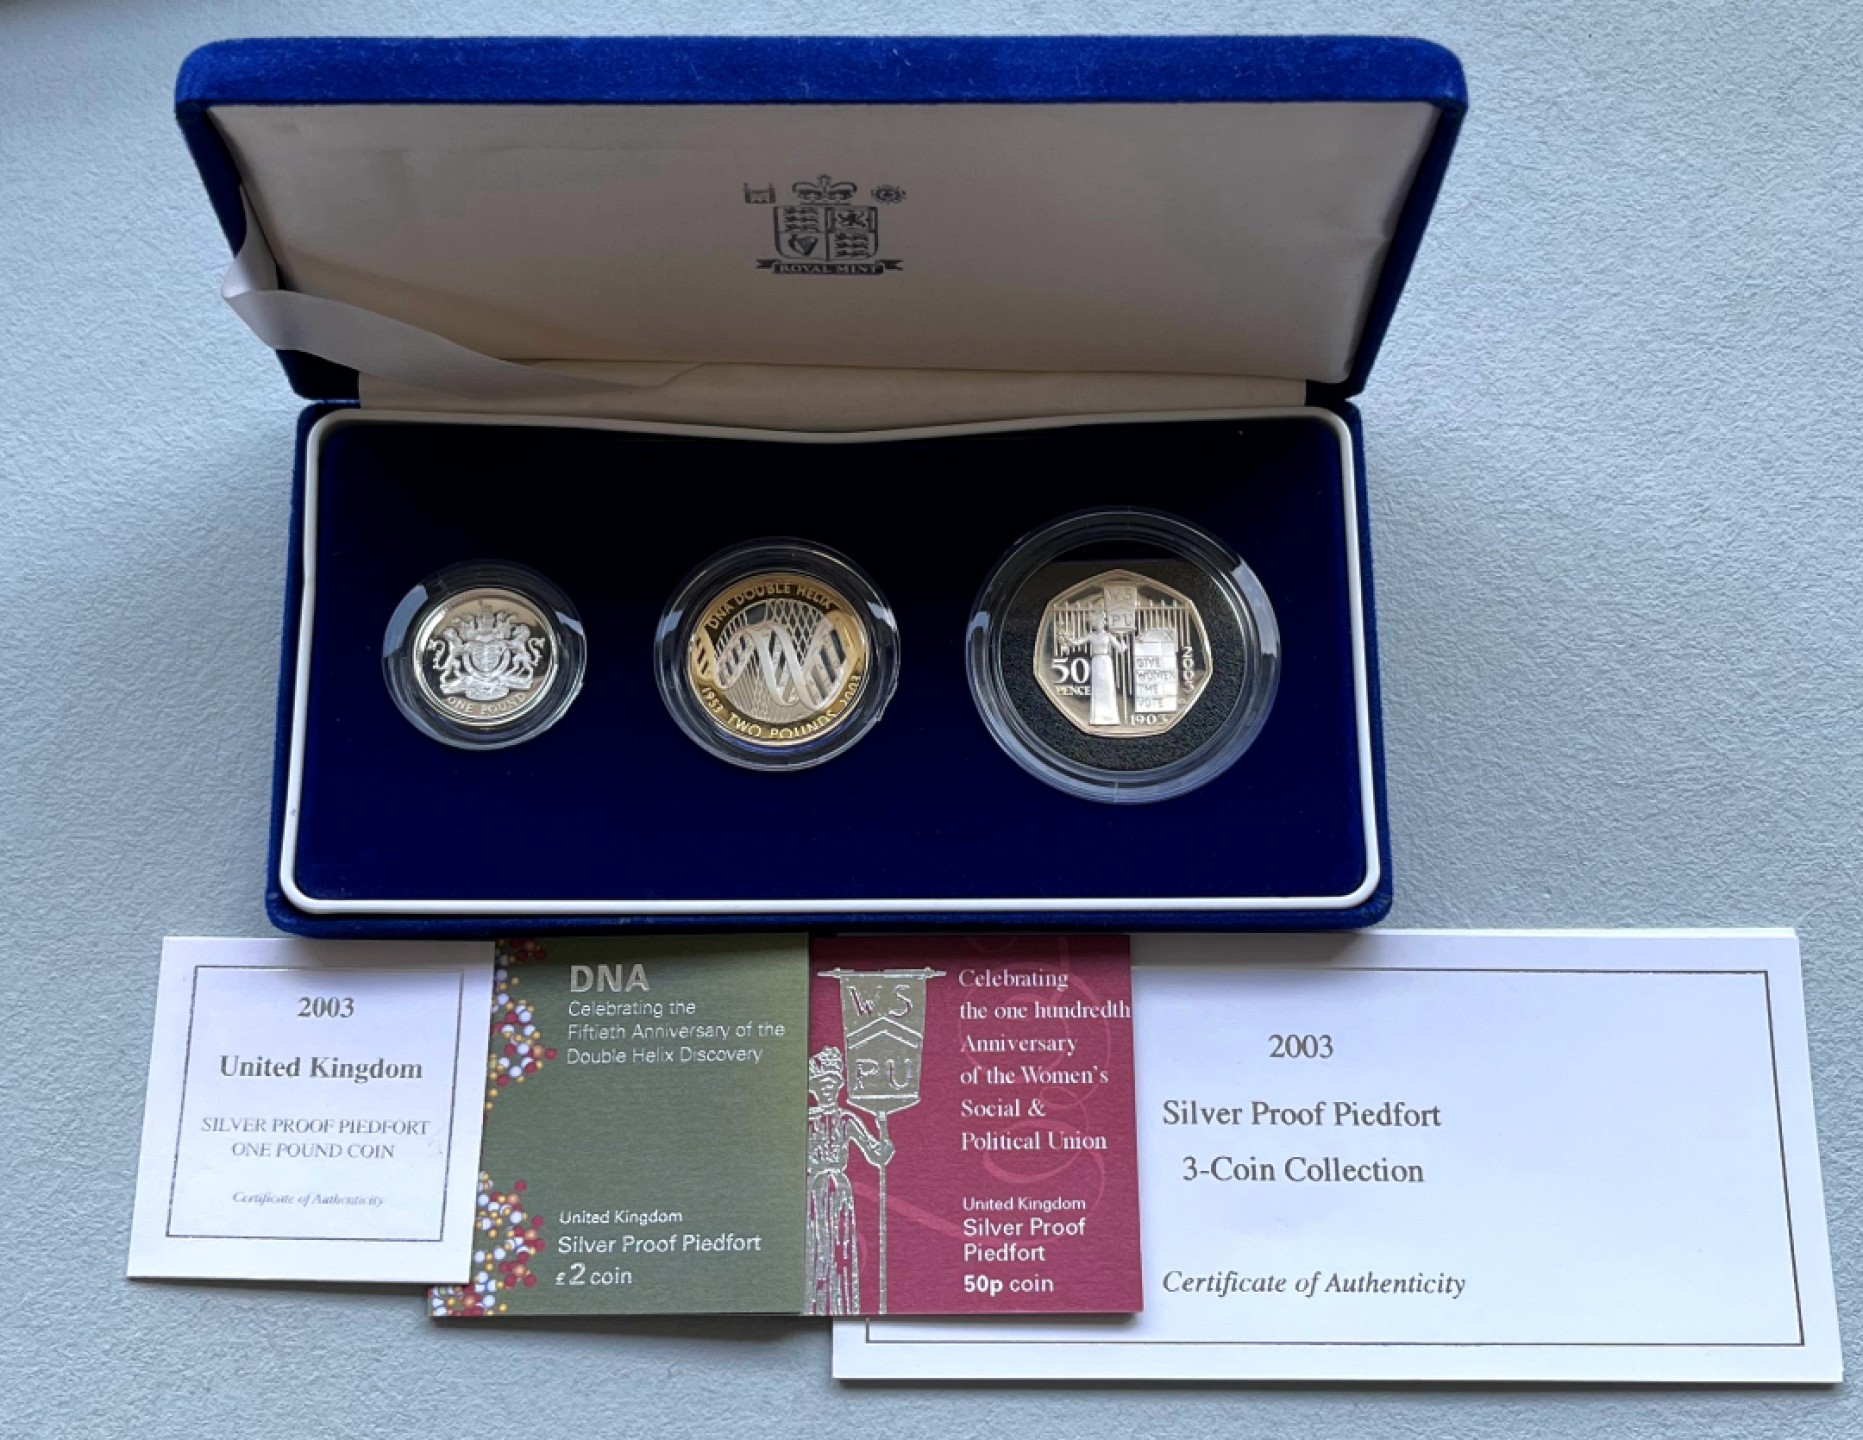 ROYAL MINT
ONE POUND
DNA DOUBLE HELIX
1953 TWO POUNDS 2003
W S
P U
50
PENCE
GIVE
WOMEN
THE
VOTE
2003
1903
2003
United Kingdom
SILVER PROOF PIEDFORT
ONE POUND COIN
Certificate of Authenticity
DNA
Celebrating the
Fiftieth Anniversary of the
Double Helix Discovery
United Kingdom
Silver Proof Piedfort
£2 coin
W S
P U
Celebrating
the one hundredth
Anniversary
of the Women's
Social &
Political Union
United Kingdom
Silver Proof
Piedfort
50p coin
2003
Silver Proof Piedfort
3-Coin Collection
Certificate of Authenticity